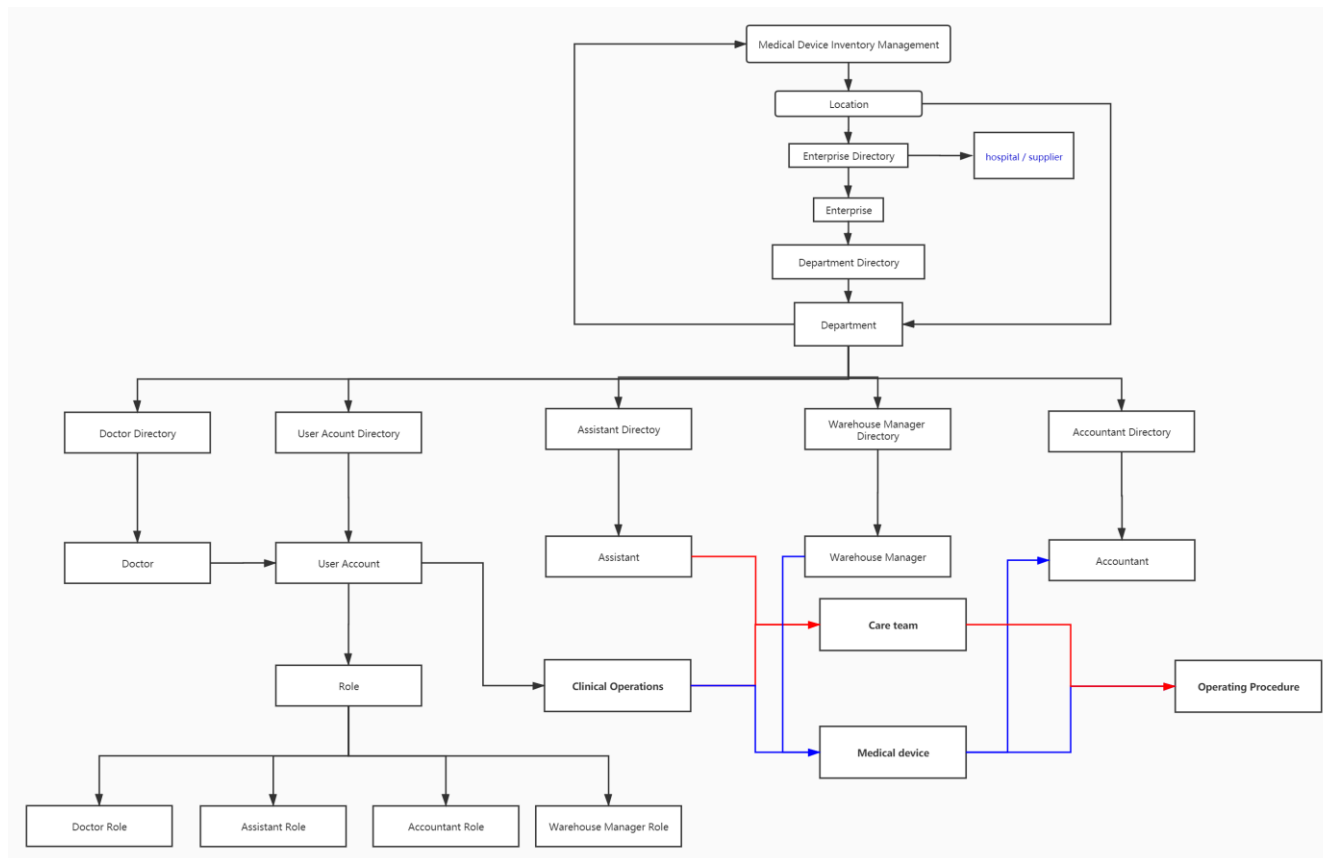 Medical Device Inventory Management
Location
Enterprise Directory
hospital / supplier
Enterprise
Department Directory
Department
Doctor Directory
User Acount Directory
Assistant Directoy
Warehouse Manager
Directory
Accountant Directory
Doctor
User Account
Assistant
Warehouse Manager
Accountant
Care team
Role
Clinical Operations
Operating Procedure
Medical device
Doctor Role
Assistant Role
Accountant Role
Warehouse Manager Role